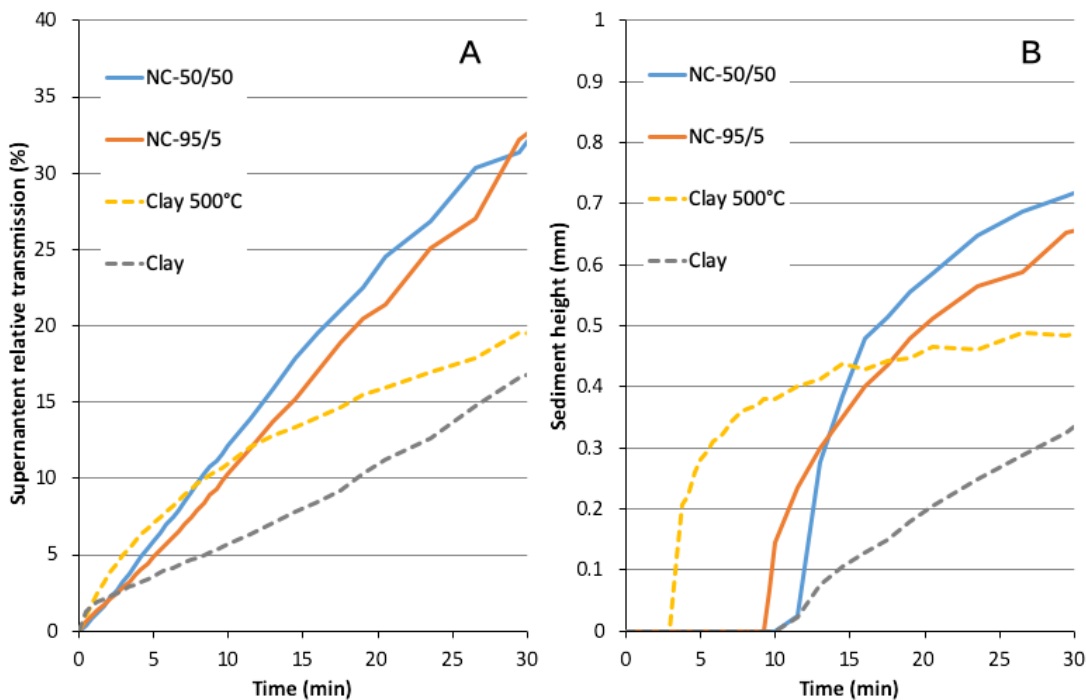 A
Supernantent relative transmission (%)
40
35
30
25
20
15
10
5
0
NC-50/50
NC-95/5
Clay 500°C
Clay
0 5 10 15 20 25 30
Time (min)
B
Sediment height (mm)
1
0.9
0.8
0.7
0.6
0.5
0.4
0.3
0.2
0.1
0
NC-50/50
NC-95/5
Clay 500°C
Clay
0 5 10 15 20 25 30
Time (min)